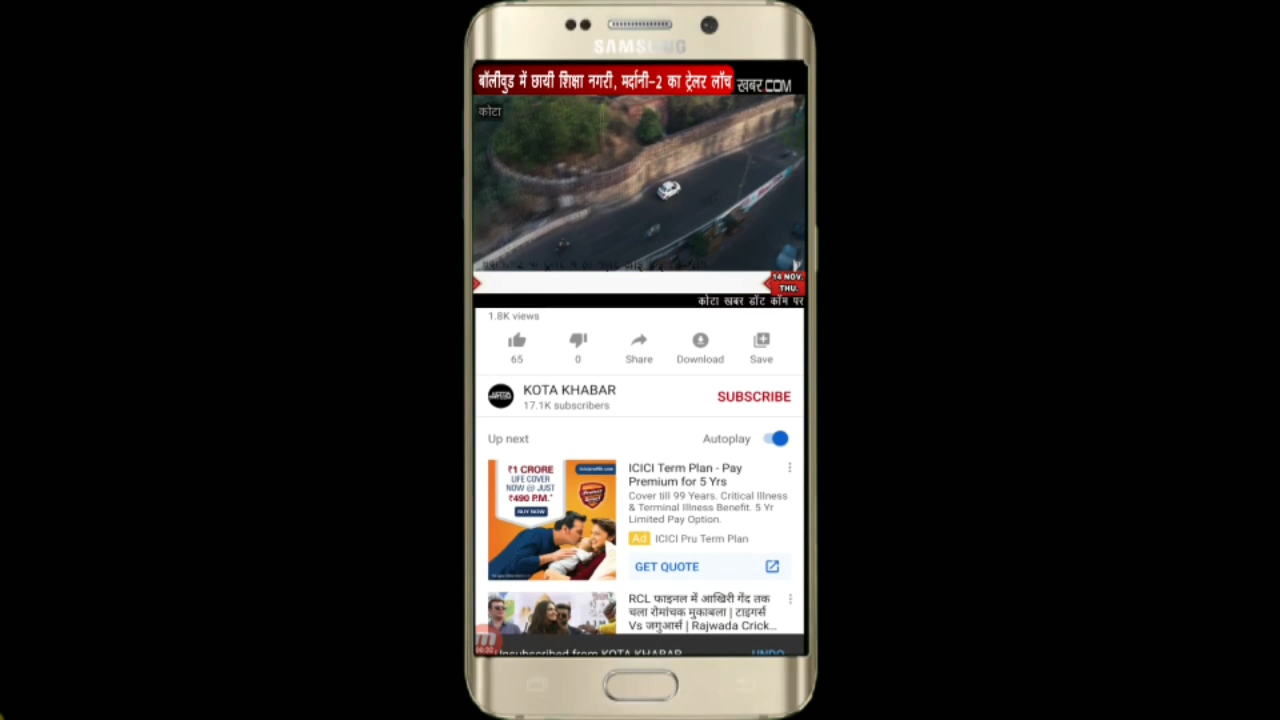 SAMSUNG
बॉलीवुड में छायी शिक्षा नगरी, मर्दानी-2 का ट्रेलर लॉच
खबर.COM
कोटा
14 NOV.
THU.
कोटा खबर डॉट कॉम पर
1.8K views
65
0
Share
Download
Save
KOTA KHABAR
17.1K subscribers
SUBSCRIBE
Up next
Autoplay
₹1 CRORE
LIFE COVER
NOW @ JUST
₹490 P.M.*
BUY NOW
ICICI Term Plan - Pay
Premium for 5 Yrs
Cover till 99 Years. Critical Illness
& Terminal Illness Benefit. 5 Yr
Limited Pay Option.
Ad ICICI Pru Term Plan
GET QUOTE
RCL फाइनल में आखिरी गेंद तक
चला रोमांचक मुकाबला | टाइगर्स
Vs जगुआर्स | Rajwada Crick...
Unsubscribed from KOTA KHABAR
UNDO